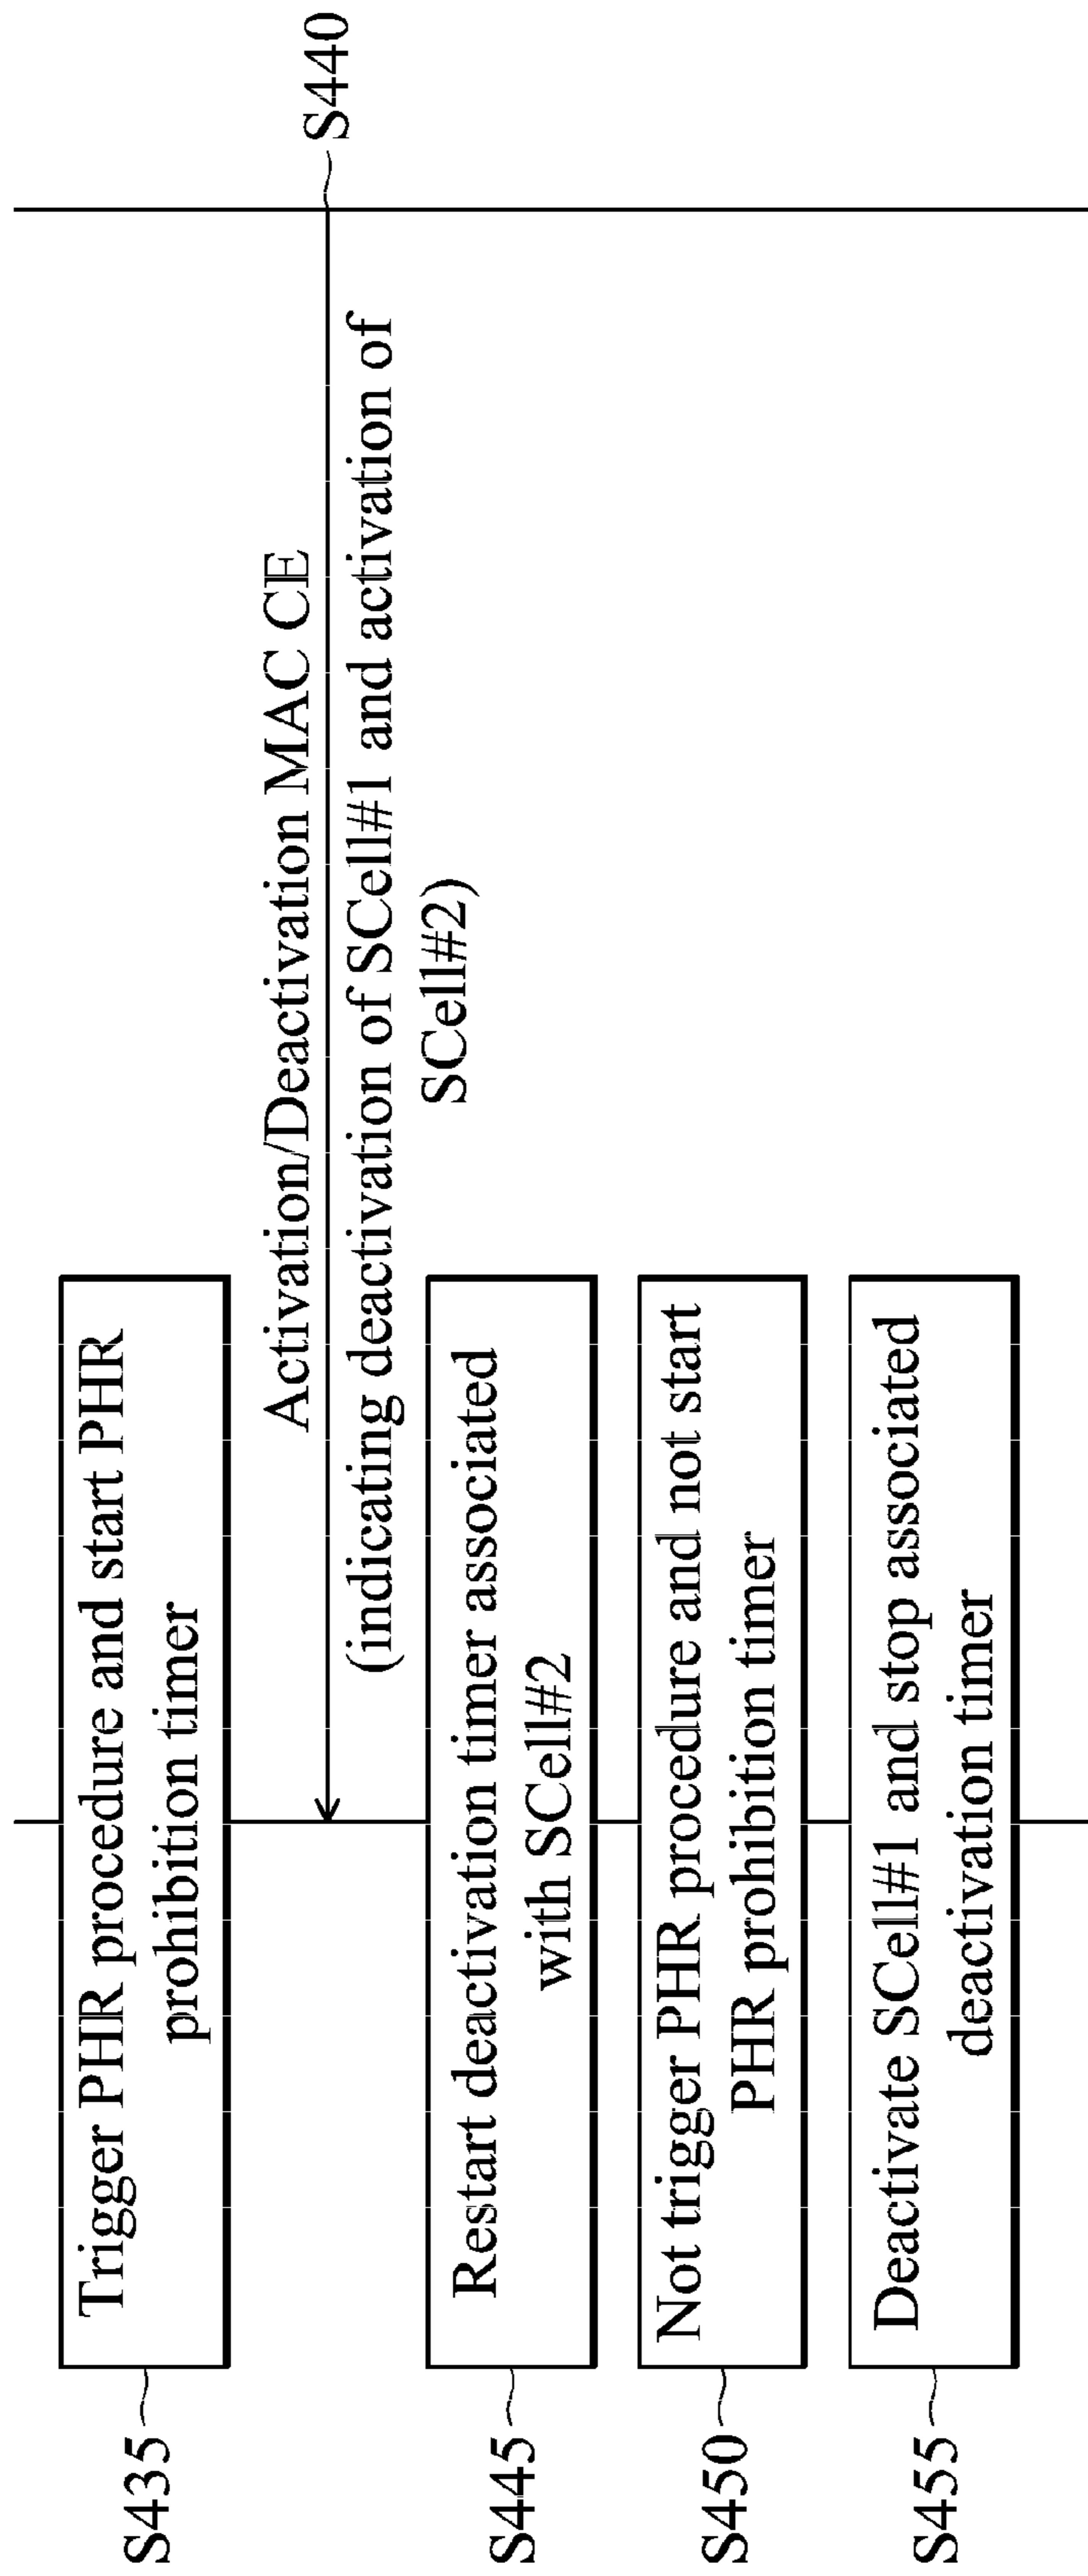 S435
Trigger PHR procedure and start PHR
prohibition timer
Activation/Deactivation MAC CE
S440
(indicating deactivation of SCell#1 and activation of
SCell#2)
S445
Restart deactivation timer associated
with SCell#2
S450
Not trigger PHR procedure and not start
PHR prohibition timer
S455
Deactivate SCell#1 and stop associated
deactivation timer